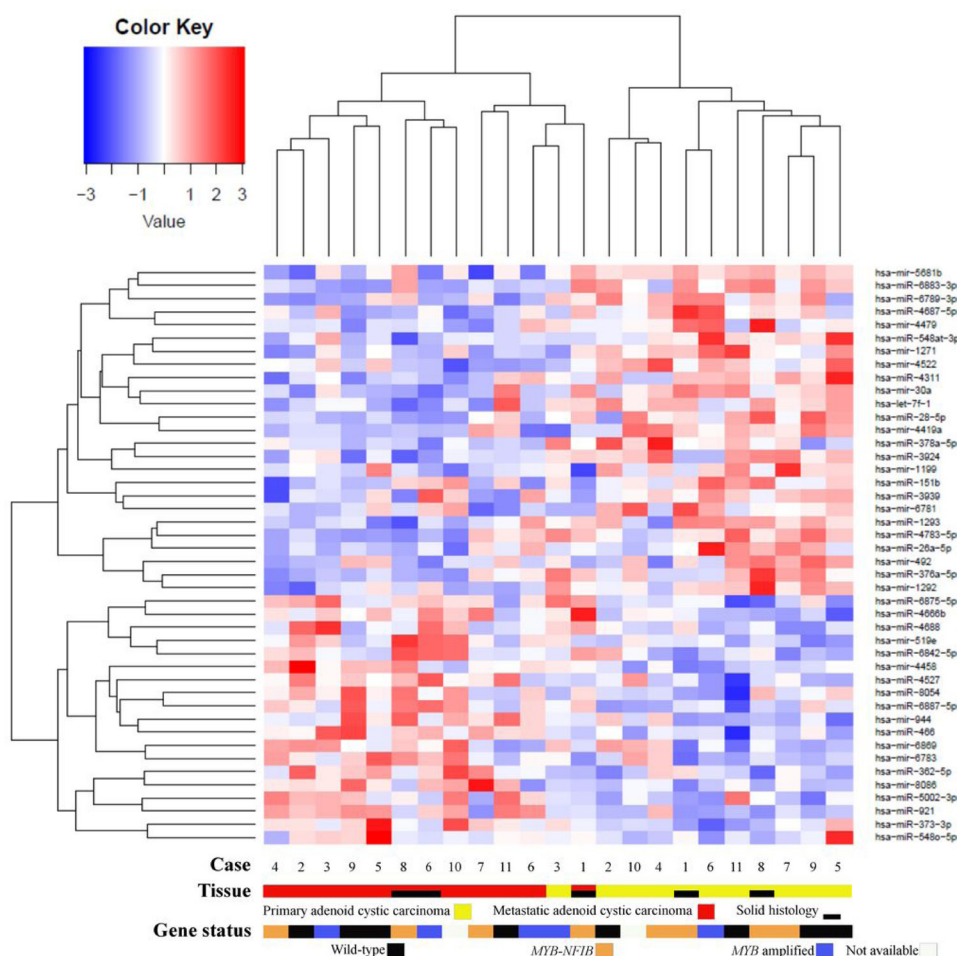 Color Key
−3 −1 1 2 3
Value
hsa-mir-5681b
hsa-miR-6883-3p
hsa-miR-6789-3p
hsa-miR-4687-5p
hsa-mir-4479
hsa-miR-548at-3p
hsa-mir-1271
hsa-mir-4522
hsa-miR-4311
hsa-mir-30a
hsa-let-7f-1
hsa-miR-28-5p
hsa-mir-4419a
hsa-miR-378a-5p
hsa-miR-3924
hsa-mir-1199
hsa-miR-151b
hsa-miR-3939
hsa-mir-6781
hsa-miR-1293
hsa-miR-4783-5p
hsa-miR-26a-5p
hsa-mir-492
hsa-miR-376a-5p
hsa-mir-1292
hsa-miR-6875-5p
hsa-miR-4666b
hsa-miR-4688
hsa-mir-519e
hsa-miR-6842-5p
hsa-mir-4458
hsa-miR-4527
hsa-miR-8054
hsa-miR-6887-5p
hsa-mir-944
hsa-miR-466
hsa-mir-6869
hsa-mir-6783
hsa-miR-362-5p
hsa-mir-8086
hsa-miR-5002-3p
hsa-miR-921
hsa-miR-373-3p
hsa-miR-548o-5p
Case 4 2 3 9 5 8 6 10 7 11 6 3 1 2 10 4 1 6 11 8 7 9 5
Tissue
Primary adenoid cystic carcinoma Metastatic adenoid cystic carcinoma Solid histology
Gene status
Wild-type MYB-NFIB MYB amplified Not available